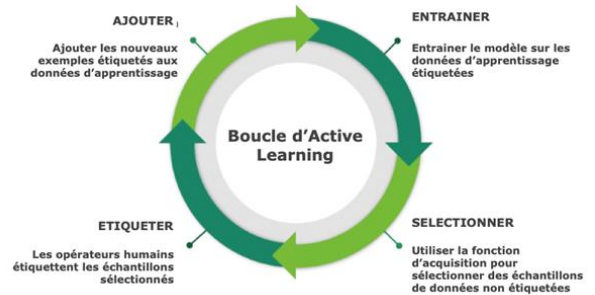 AJOUTER
Ajouter les nouveaux
exemples étiquetés aux
données d’apprentissage
ENTRAINER
Entrainer le modèle sur les
données d’apprentissage
étiquetées
Boucle d’Active
Learning
ETIQUETER
Les opérateurs humains
étiquettent les échantillons
sélectionnés
SELECTIONNER
Utiliser la fonction
d’acquisition pour
sélectionner des échantillons
de données non étiquetées